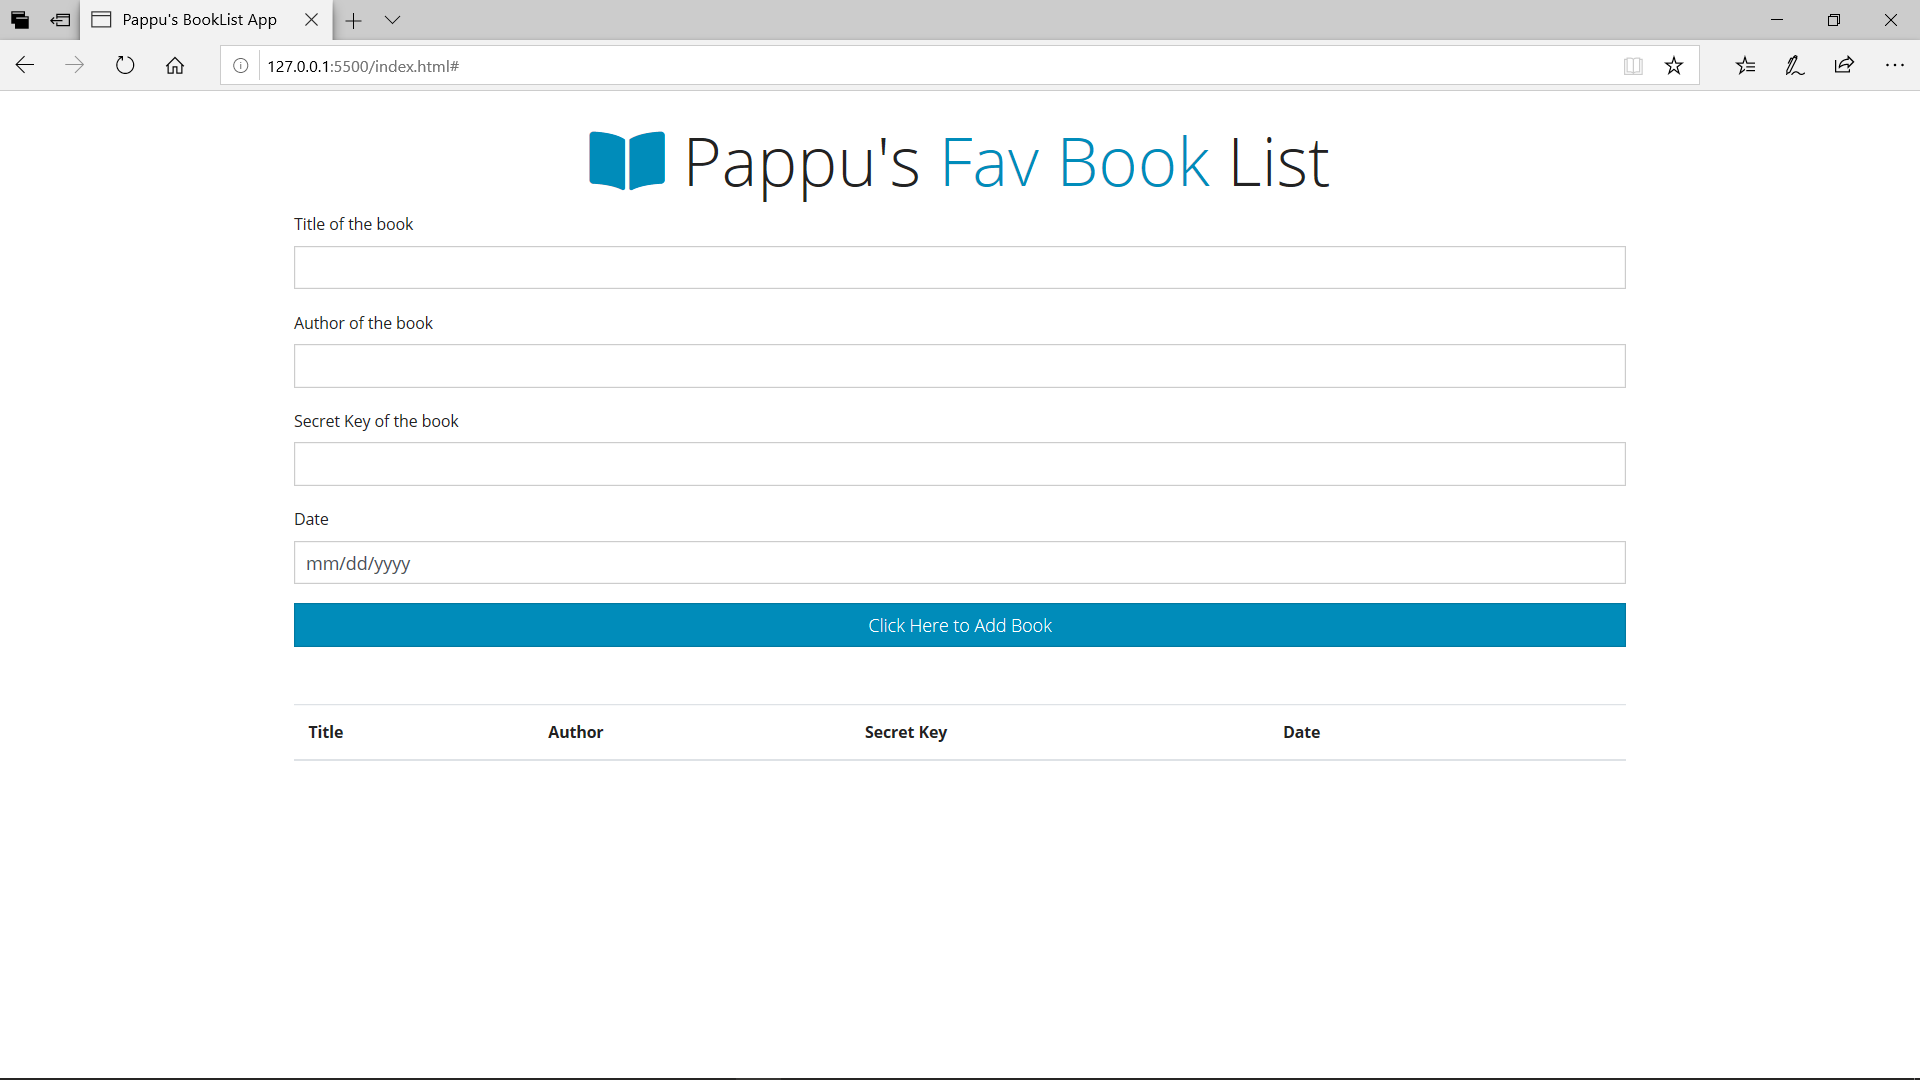 Pappu's BookList App
127.0.0.1:5500/index.html#
Pappu's Fav Book List
Title of the book
Author of the book
Secret Key of the book
Date
mm/dd/yyyy
Click Here to Add Book
Title Author Secret Key Date